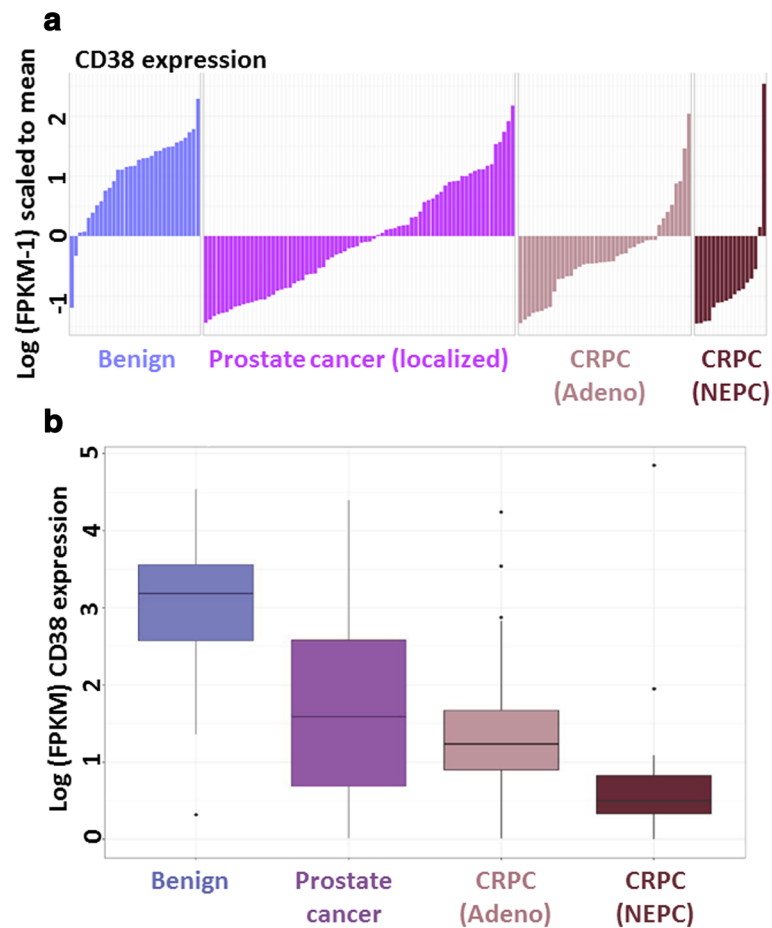 a
CD38 expression
Log (FPKM-1) scaled to mean
2
1
0
-1
Benign
Prostate cancer (localized)
CRPC
(Adeno)
CRPC
(NEPC)
b
Log (FPKM) CD38 expression
5
4
3
2
1
0
Benign
Prostate
cancer
CRPC
(Adeno)
CRPC
(NEPC)